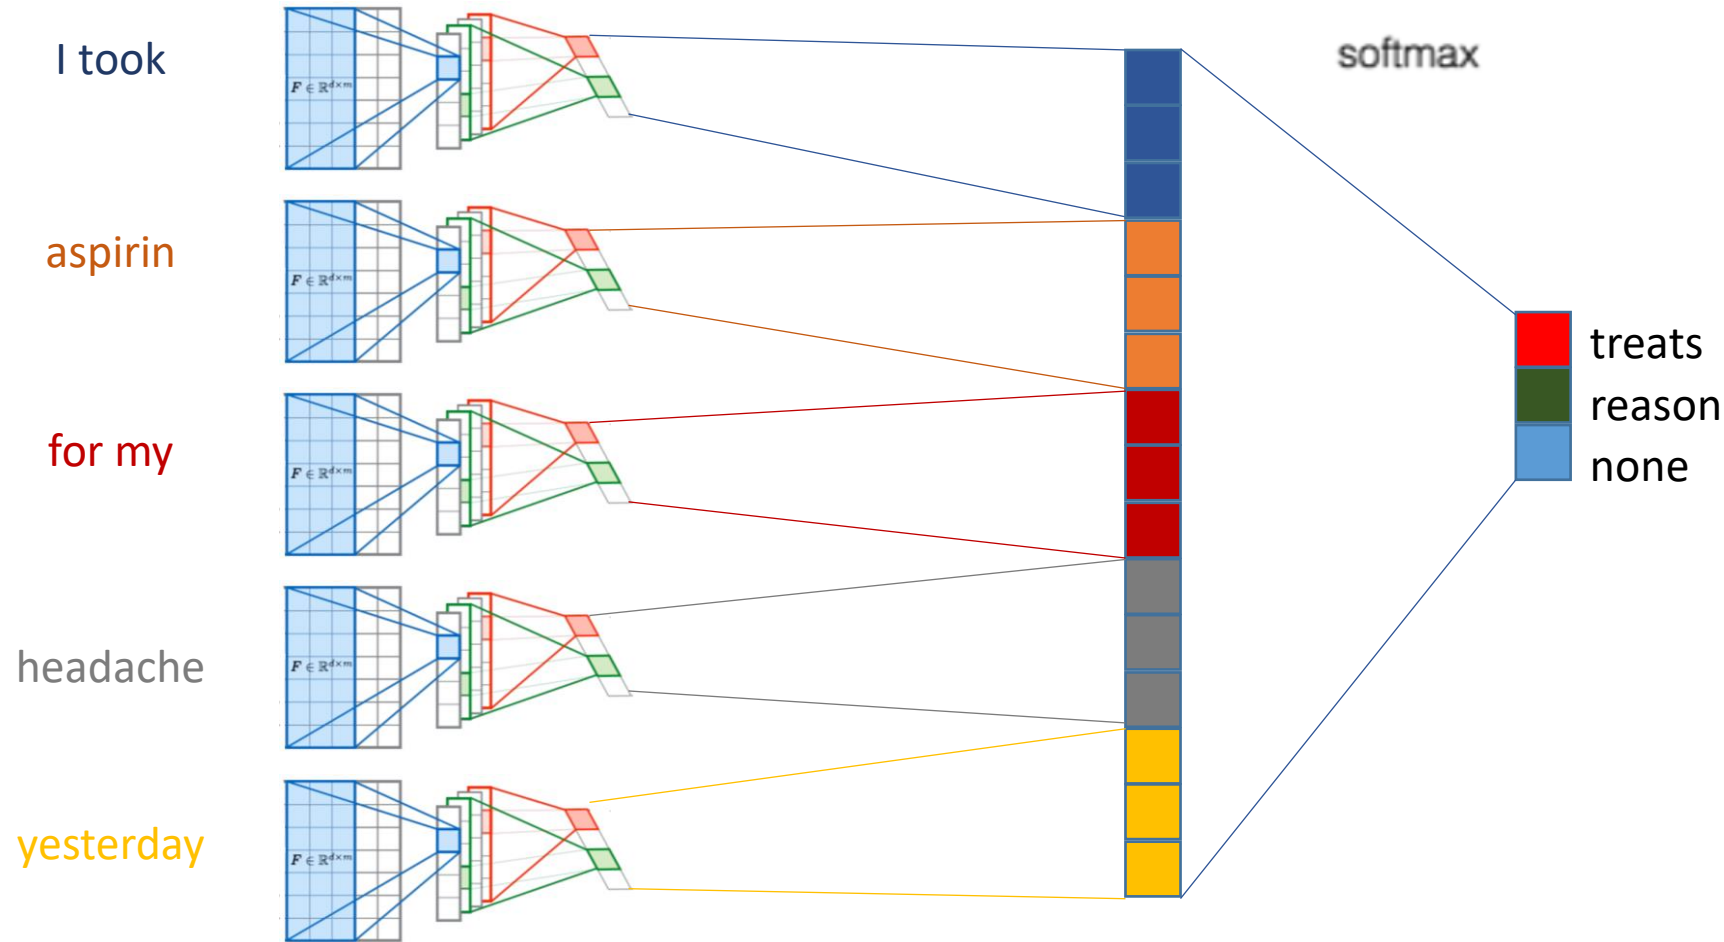 I took
F ∈ ℝ^{d×m}
softmax
aspirin
F ∈ ℝ^{d×m}
treats
reason
none
for my
F ∈ ℝ^{d×m}
headache
F ∈ ℝ^{d×m}
yesterday
F ∈ ℝ^{d×m}